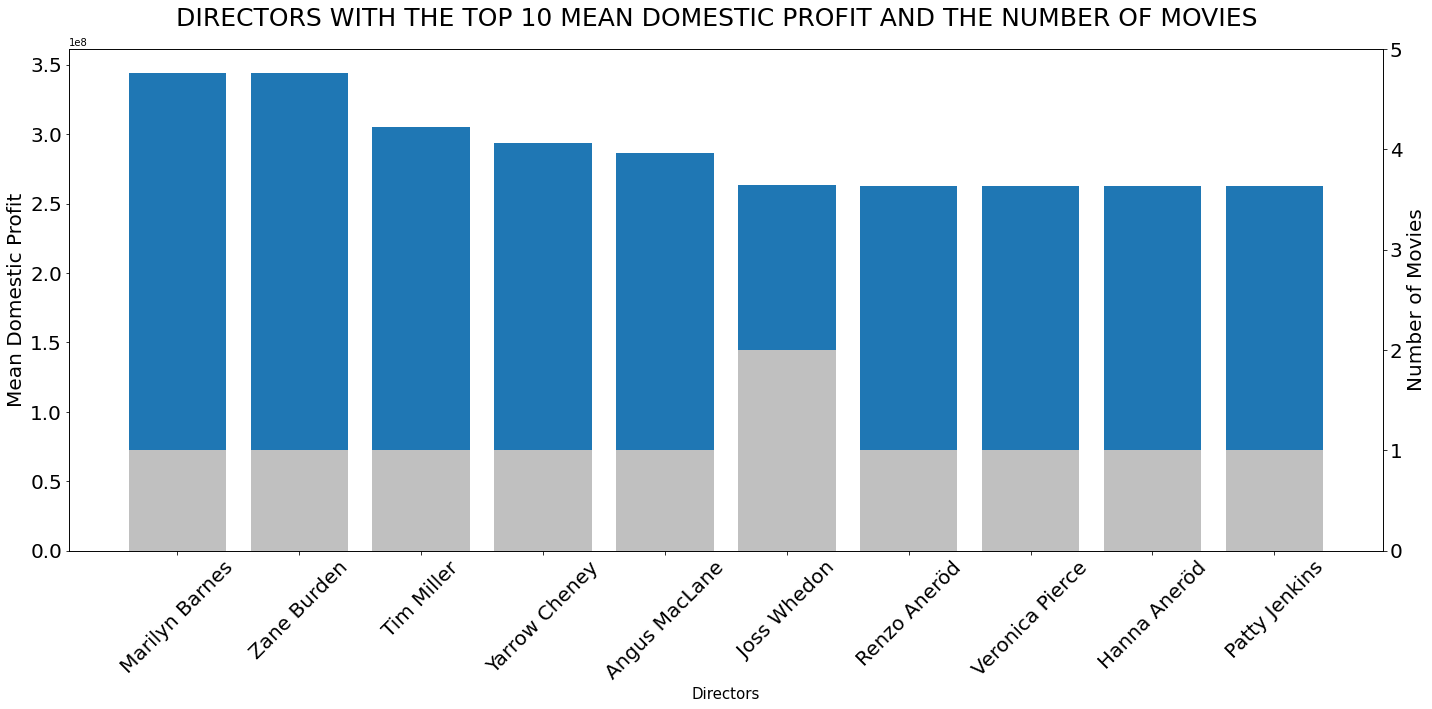 DIRECTORS WITH THE TOP 10 MEAN DOMESTIC PROFIT AND THE NUMBER OF MOVIES
1e8
3.5
3.0
2.5
2.0
1.5
1.0
0.5
0.0
Mean Domestic Profit
5
4
3
2
1
0
Number of Movies
Marilyn Barnes
Zane Burden
Tim Miller
Yarrow Cheney
Angus MacLane
Joss Whedon
Renzo Aneröd
Veronica Pierce
Hanna Aneröd
Patty Jenkins
Directors